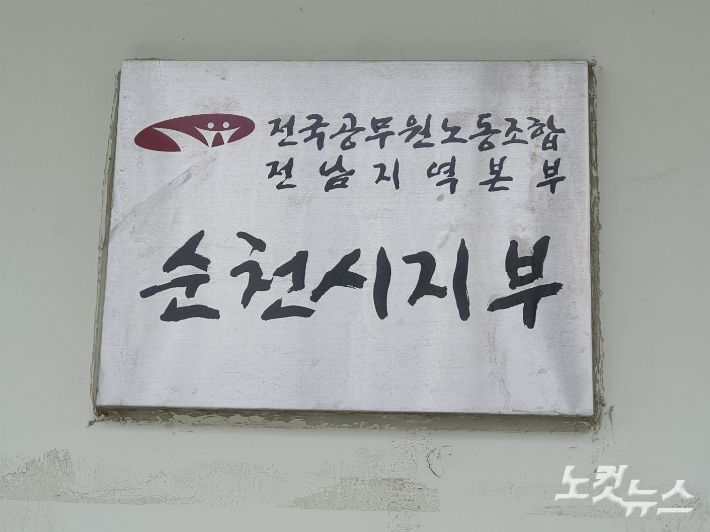 전국공무원노동조합
전남지역본부
순천시지부
노컷뉴스